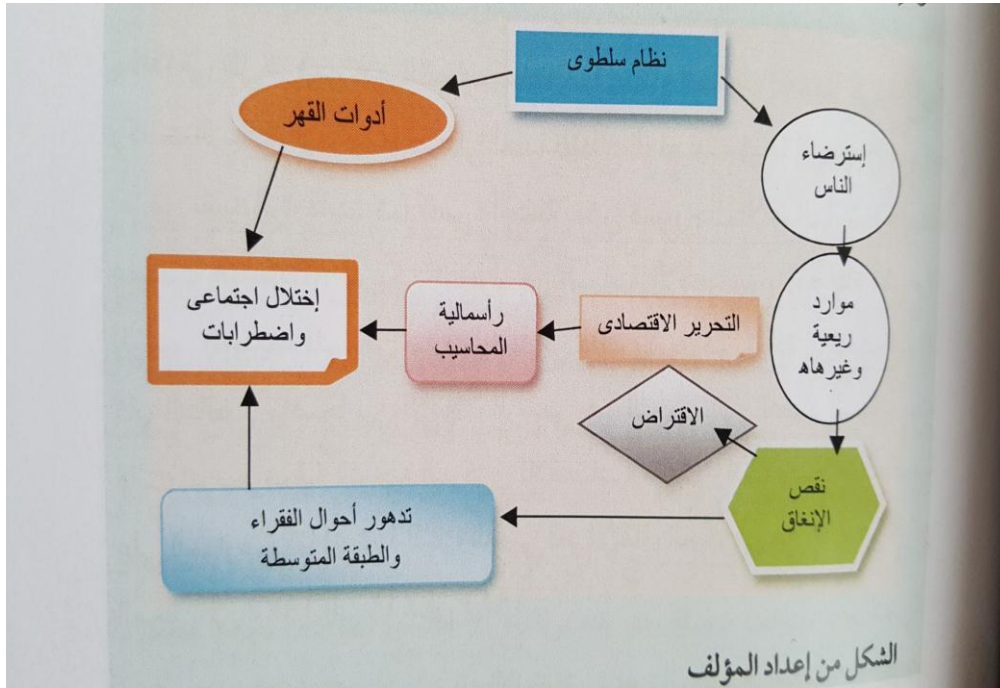 نظام سلطوى
أدوات القهر
إسترضاء
الناس
موارد
ريعية
وغيرهاه
إختلال اجتماعى
واضطرابات
رأسمالية
المحاسيب
التحرير الاقتصادى
الاقتراض
نقص
الإنغاق
تدهور أحوال الفقراء
والطبقة المتوسطة
الشكل من إعداد المؤلف